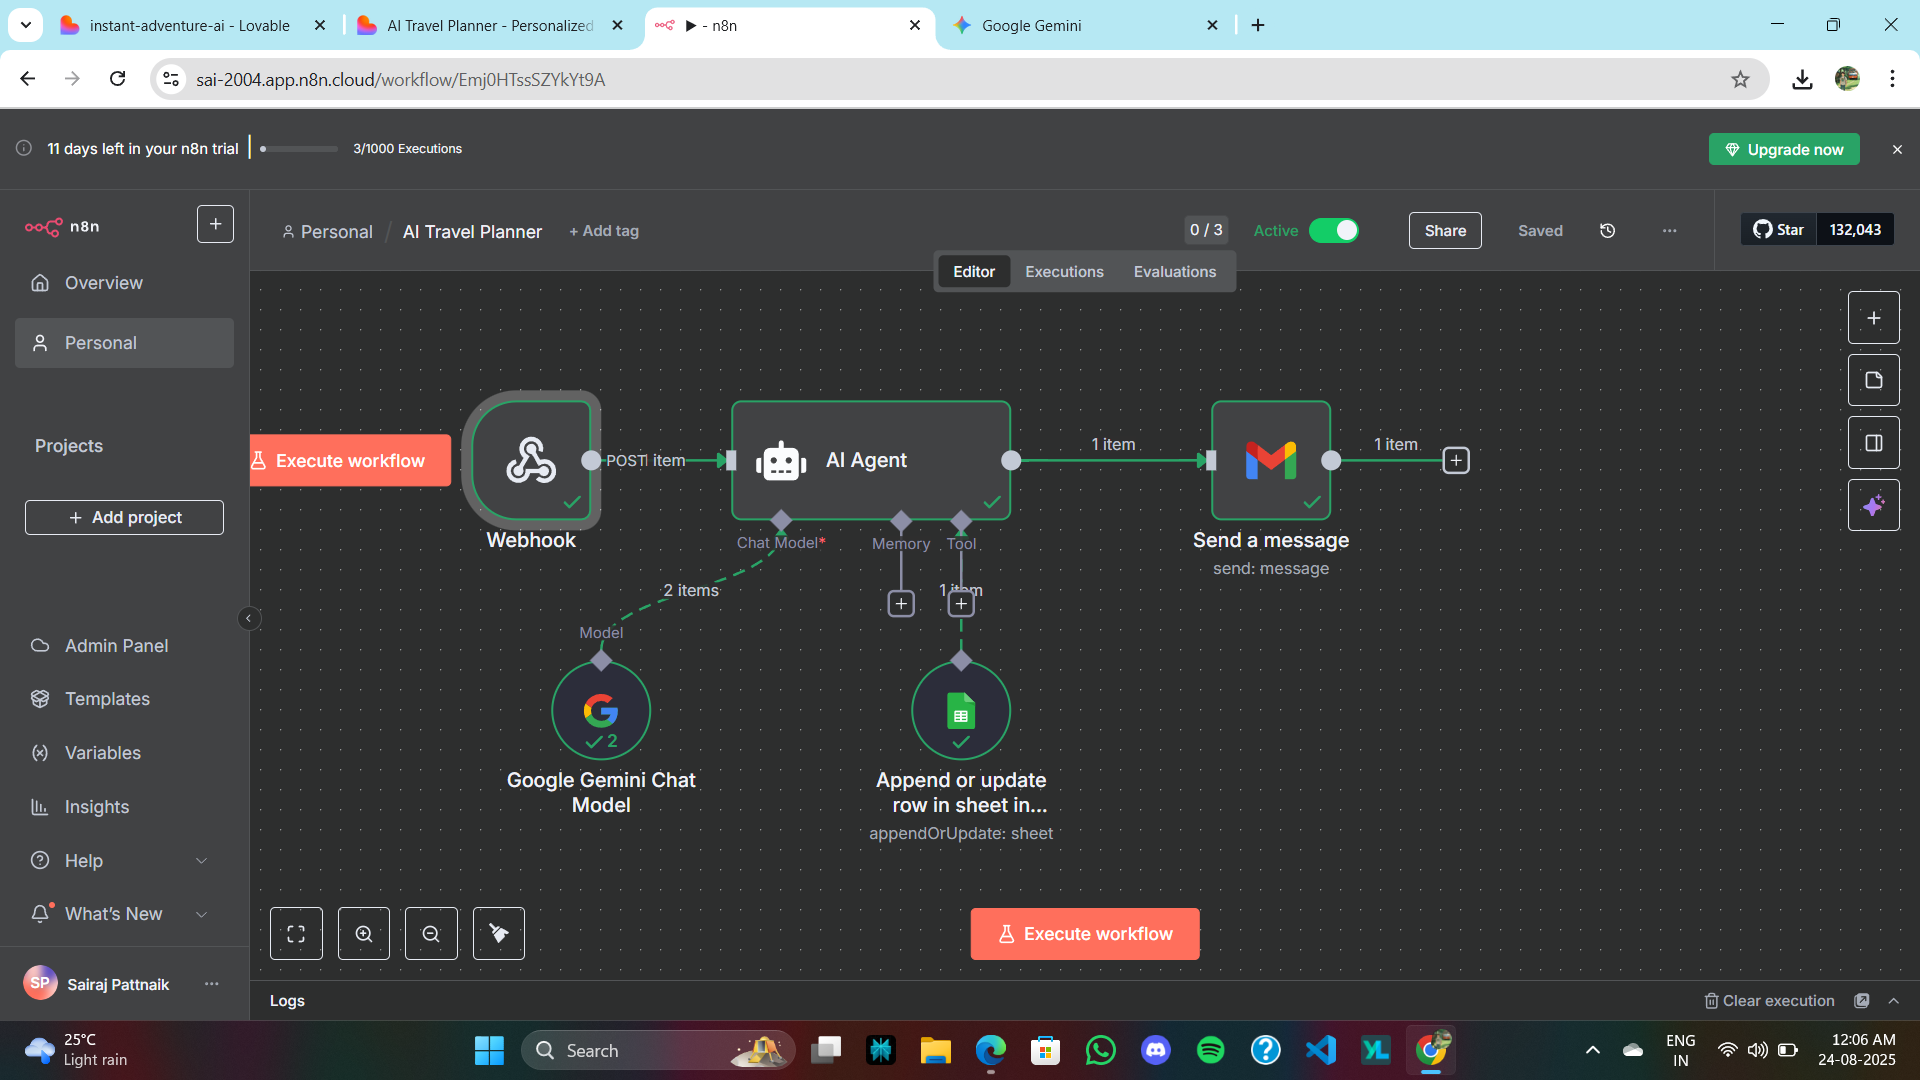 instant-adventure-ai - Lovable
AI Travel Planner - Personalized
▶ - n8n
Google Gemini
sai-2004.app.n8n.cloud/workflow/Emj0HTssSZYkYt9A
11 days left in your n8n trial
3/1000 Executions
Upgrade now
n8n
Personal / AI Travel Planner
+ Add tag
0 / 3
Active
Share
Saved
...
Star
132,043
Editor
Executions
Evaluations
Overview
Personal
Projects
+ Add project
Admin Panel
Templates
Variables
Insights
Help
What's New
SP
Sairaj Pattnaik
...
Execute workflow
Webhook
POST
1 item
AI Agent
Chat Model*
Memory
Tool
1 item
1 item
Send a message
send: message
2 items
1 item
Model
2
Google Gemini Chat
Model
Append or update
row in sheet in...
appendOrUpdate: sheet
Execute workflow
Logs
Clear execution
25°C
Light rain
Search
YL
ENG
IN
12:06 AM
24-08-2025